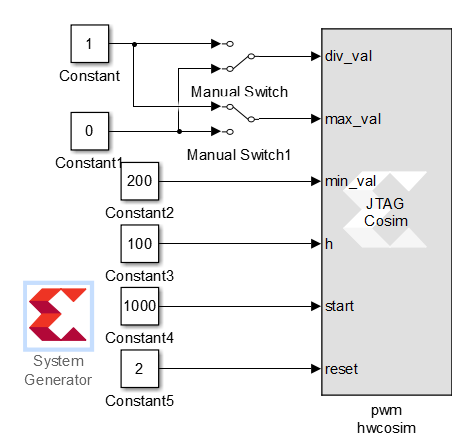 1
Constant
div_val
Manual Switch
0
Constant1
max_val
Manual Switch1
200
Constant2
min_val
JTAG
Cosim
100
Constant3
h
1000
Constant4
start
System
Generator
2
Constant5
reset
pwm
hwcosim